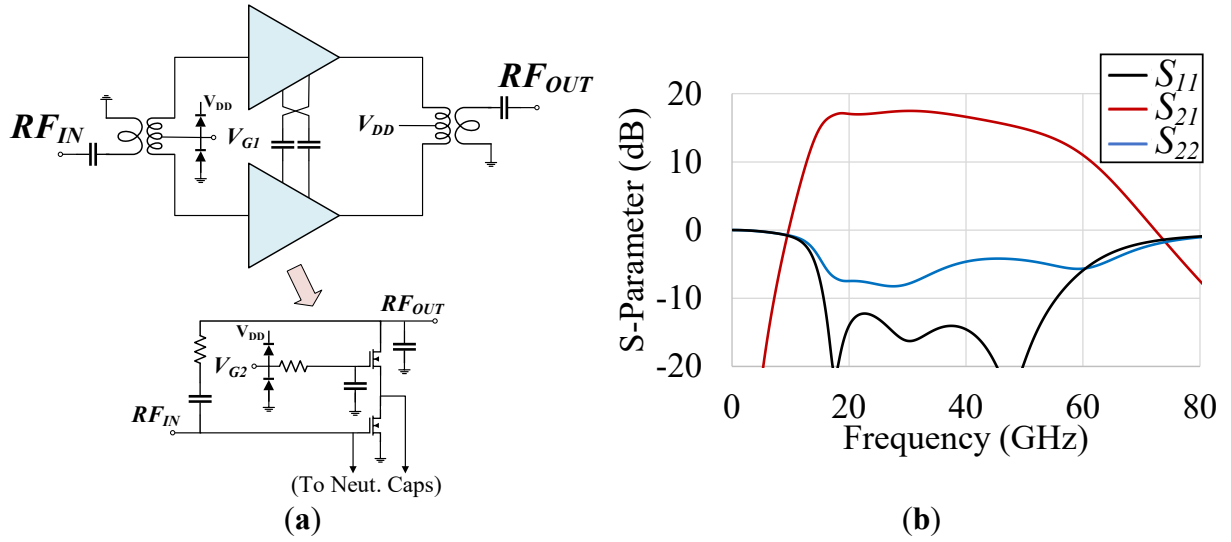 RF_IN
V_DD
V_G1
V_DD
RF_OUT
RF_OUT
V_DD
V_G2
RF_IN
(To Neut. Caps)
(a)
S_11
S_21
S_22
S-Parameter (dB)
20
10
0
-10
-20
0 20 40 60 80
Frequency (GHz)
(b)